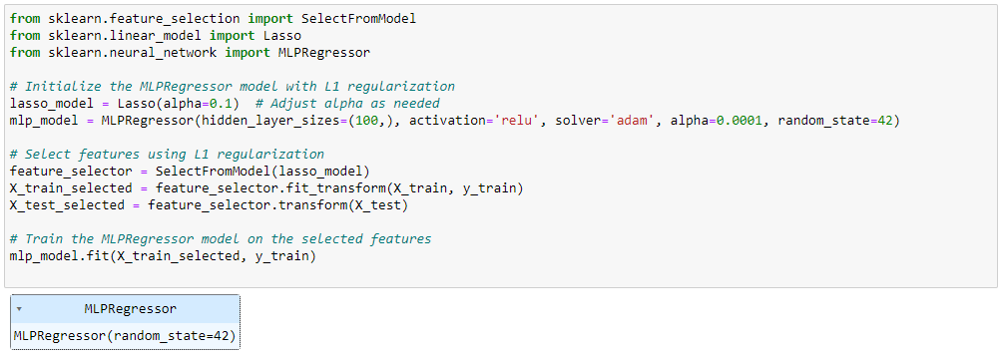 from sklearn.feature_selection import SelectFromModel
from sklearn.linear_model import Lasso
from sklearn.neural_network import MLPRegressor
# Initialize the MLPRegressor model with L1 regularization
lasso_model = Lasso(alpha=0.1)  # Adjust alpha as needed
mlp_model = MLPRegressor(hidden_layer_sizes=(100,), activation='relu', solver='adam', alpha=0.0001, random_state=42)
# Select features using L1 regularization
feature_selector = SelectFromModel(lasso_model)
X_train_selected = feature_selector.fit_transform(X_train, y_train)
X_test_selected = feature_selector.transform(X_test)
# Train the MLPRegressor model on the selected features
mlp_model.fit(X_train_selected, y_train)
MLPRegressor
MLPRegressor(random_state=42)